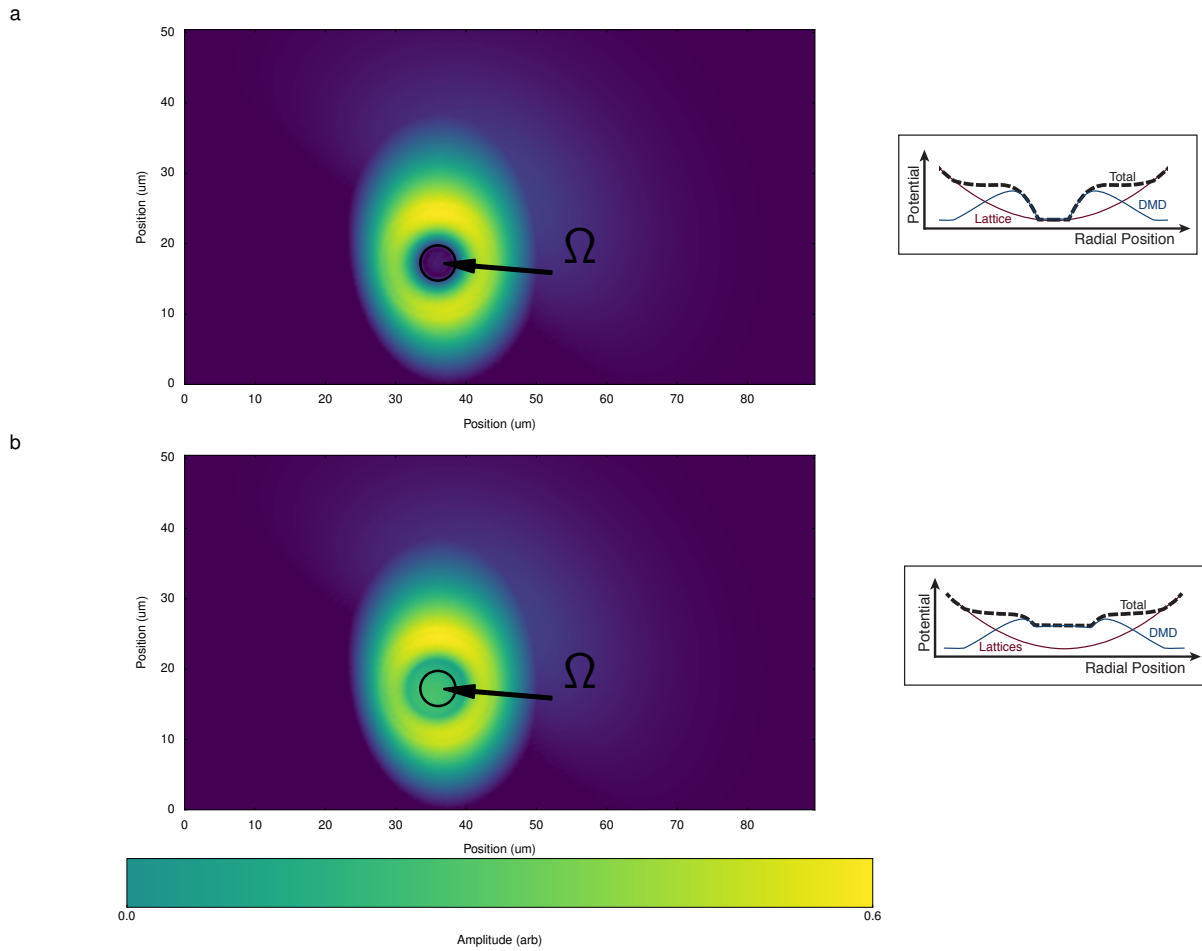 a
50
40
30
20
10
0
Position (um)
Ω
0 10 20 30 40 50 60 70 80
Position (um)
Potential
Total
DMD
Lattice
Radial Position
b
50
40
30
20
10
0
Position (um)
Ω
0 10 20 30 40 50 60 70 80
Position (um)
Potential
Total
DMD
Lattices
Radial Position
0.0 0.6
Amplitude (arb)